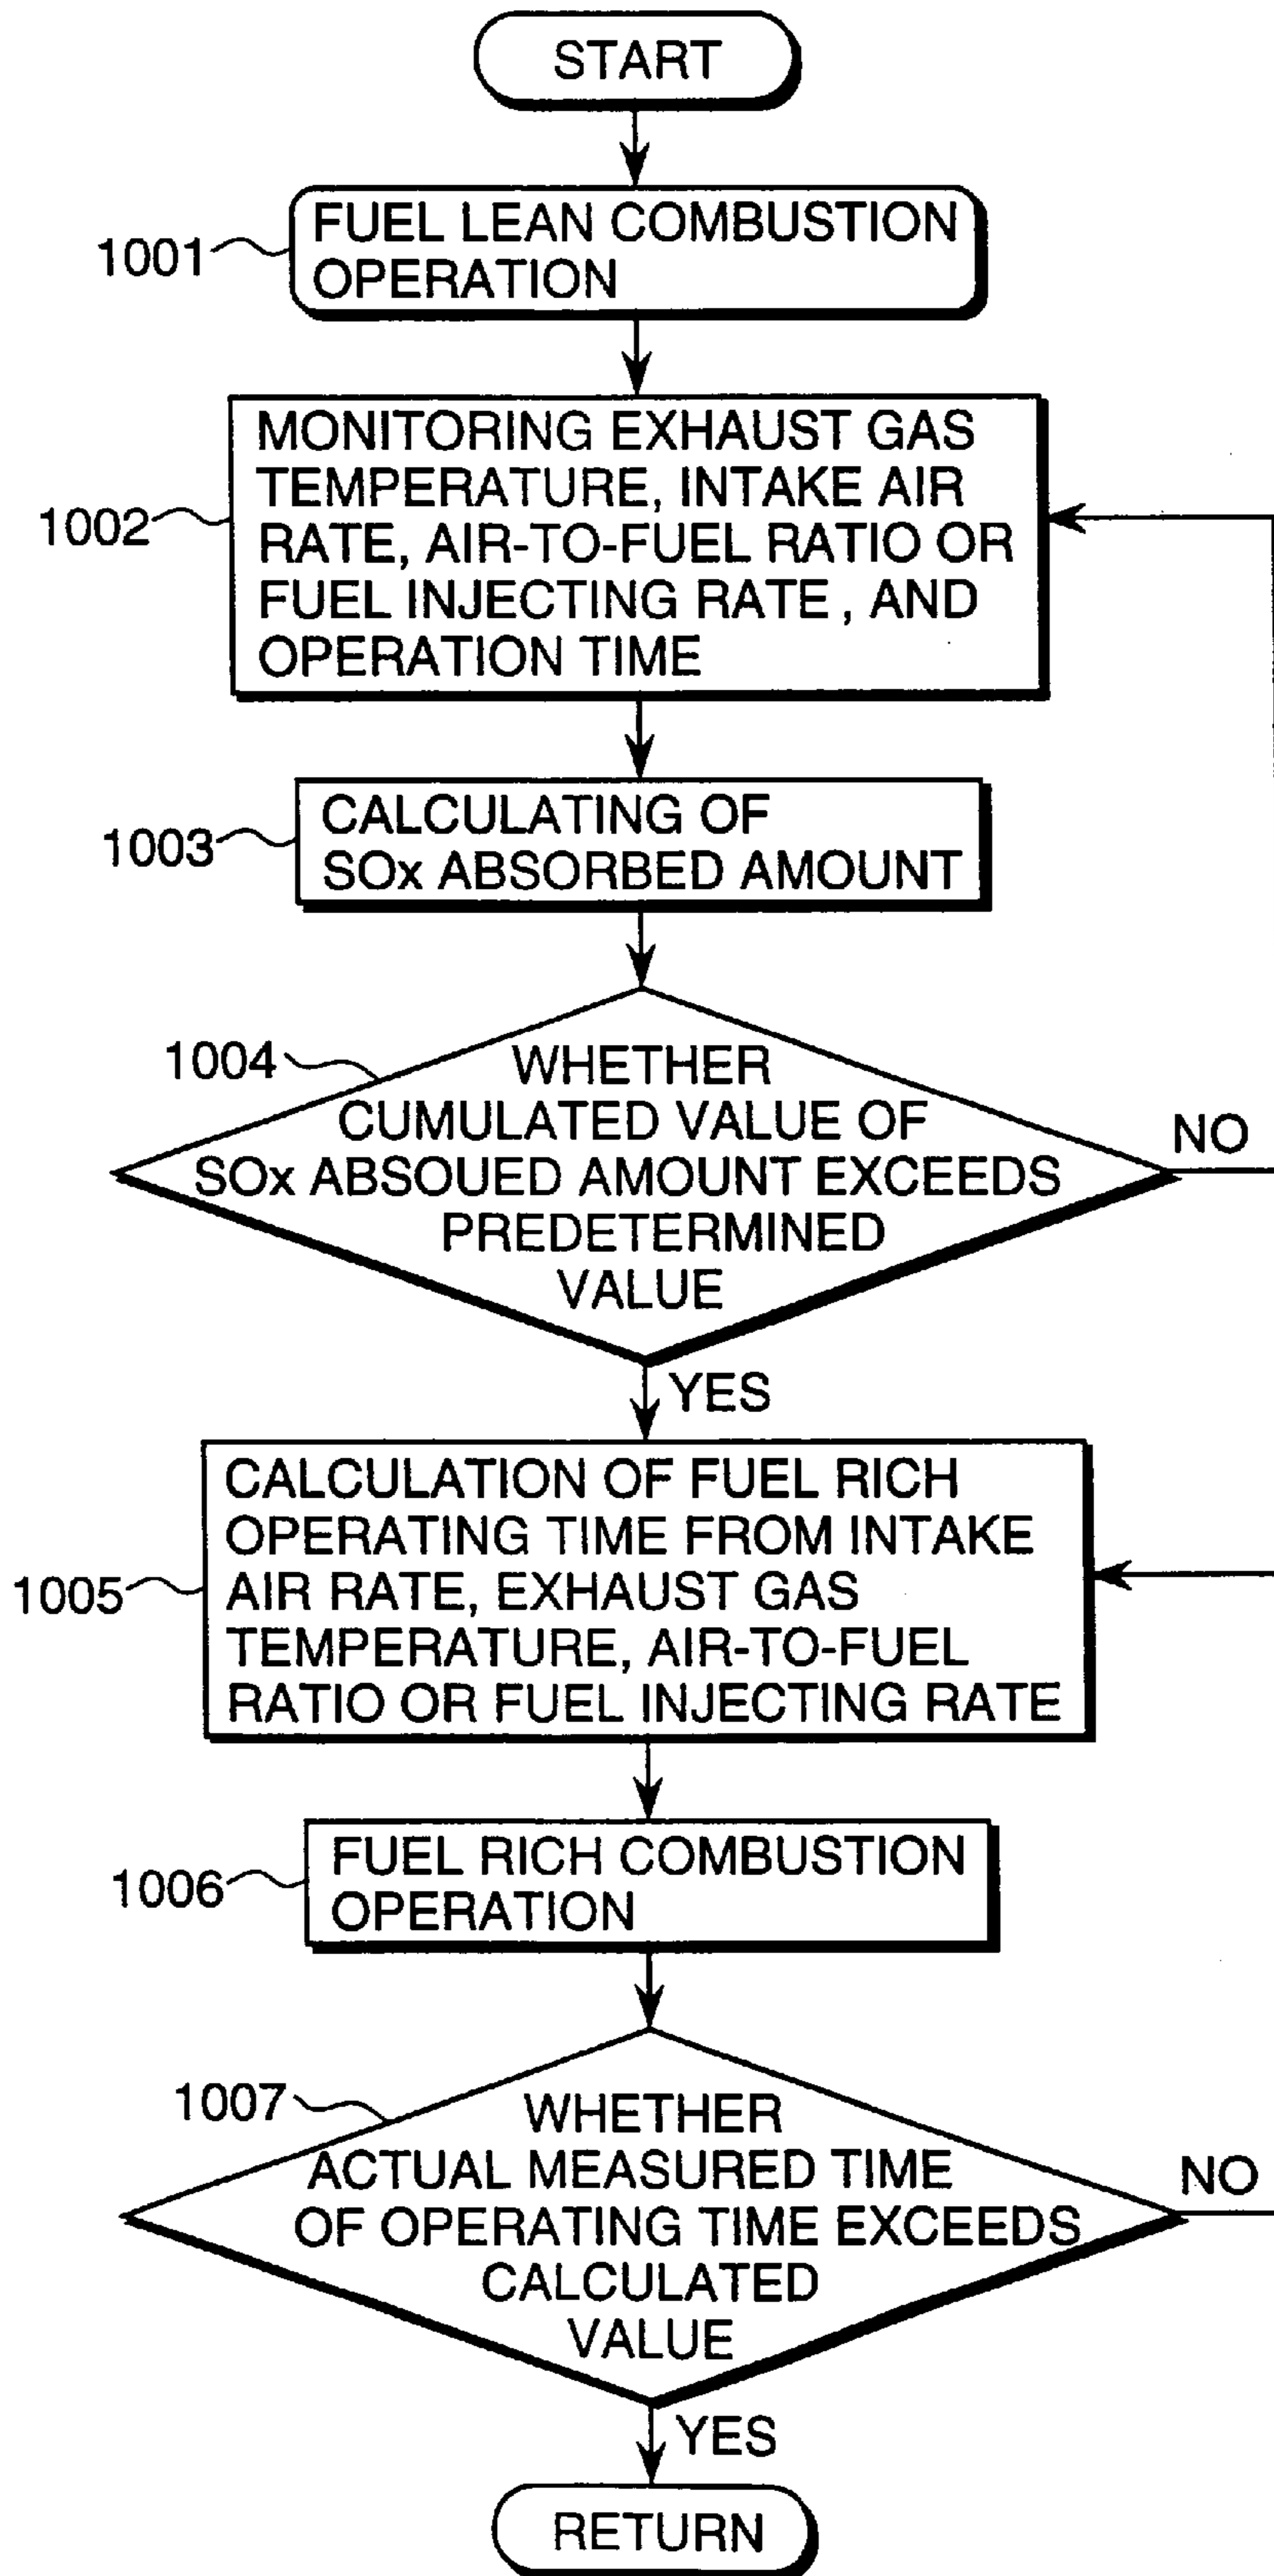 START
1001
FUEL LEAN COMBUSTION
OPERATION
1002
MONITORING EXHAUST GAS
TEMPERATURE, INTAKE AIR
RATE, AIR-TO-FUEL RATIO OR
FUEL INJECTING RATE , AND
OPERATION TIME
1003
CALCULATING OF
SOx ABSORBED AMOUNT
1004
WHETHER
CUMULATED VALUE OF
SOx ABSOUED AMOUNT EXCEEDS
PREDETERMINED
VALUE
NO
YES
1005
CALCULATION OF FUEL RICH
OPERATING TIME FROM INTAKE
AIR RATE, EXHAUST GAS
TEMPERATURE, AIR-TO-FUEL
RATIO OR FUEL INJECTING RATE
1006
FUEL RICH COMBUSTION
OPERATION
1007
WHETHER
ACTUAL MEASURED TIME
OF OPERATING TIME EXCEEDS
CALCULATED
VALUE
NO
YES
RETURN